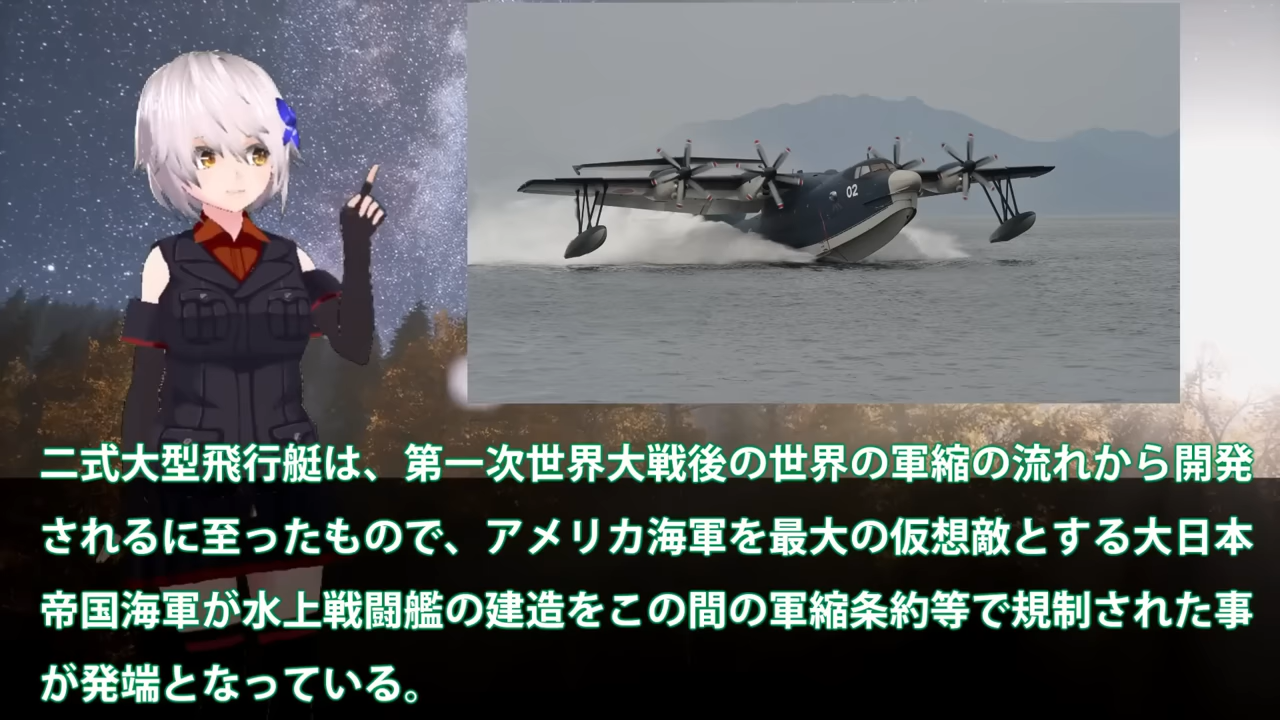 02
二式大型飛行艇は、第一次世界大戦後の世界の軍縮の流れから開発
されるに至ったもので、アメリカ海軍を最大の仮想敵とする大日本
帝国海軍が水上戦闘艦の建造をこの間の軍縮条約等で規制された事
が発端となっている。